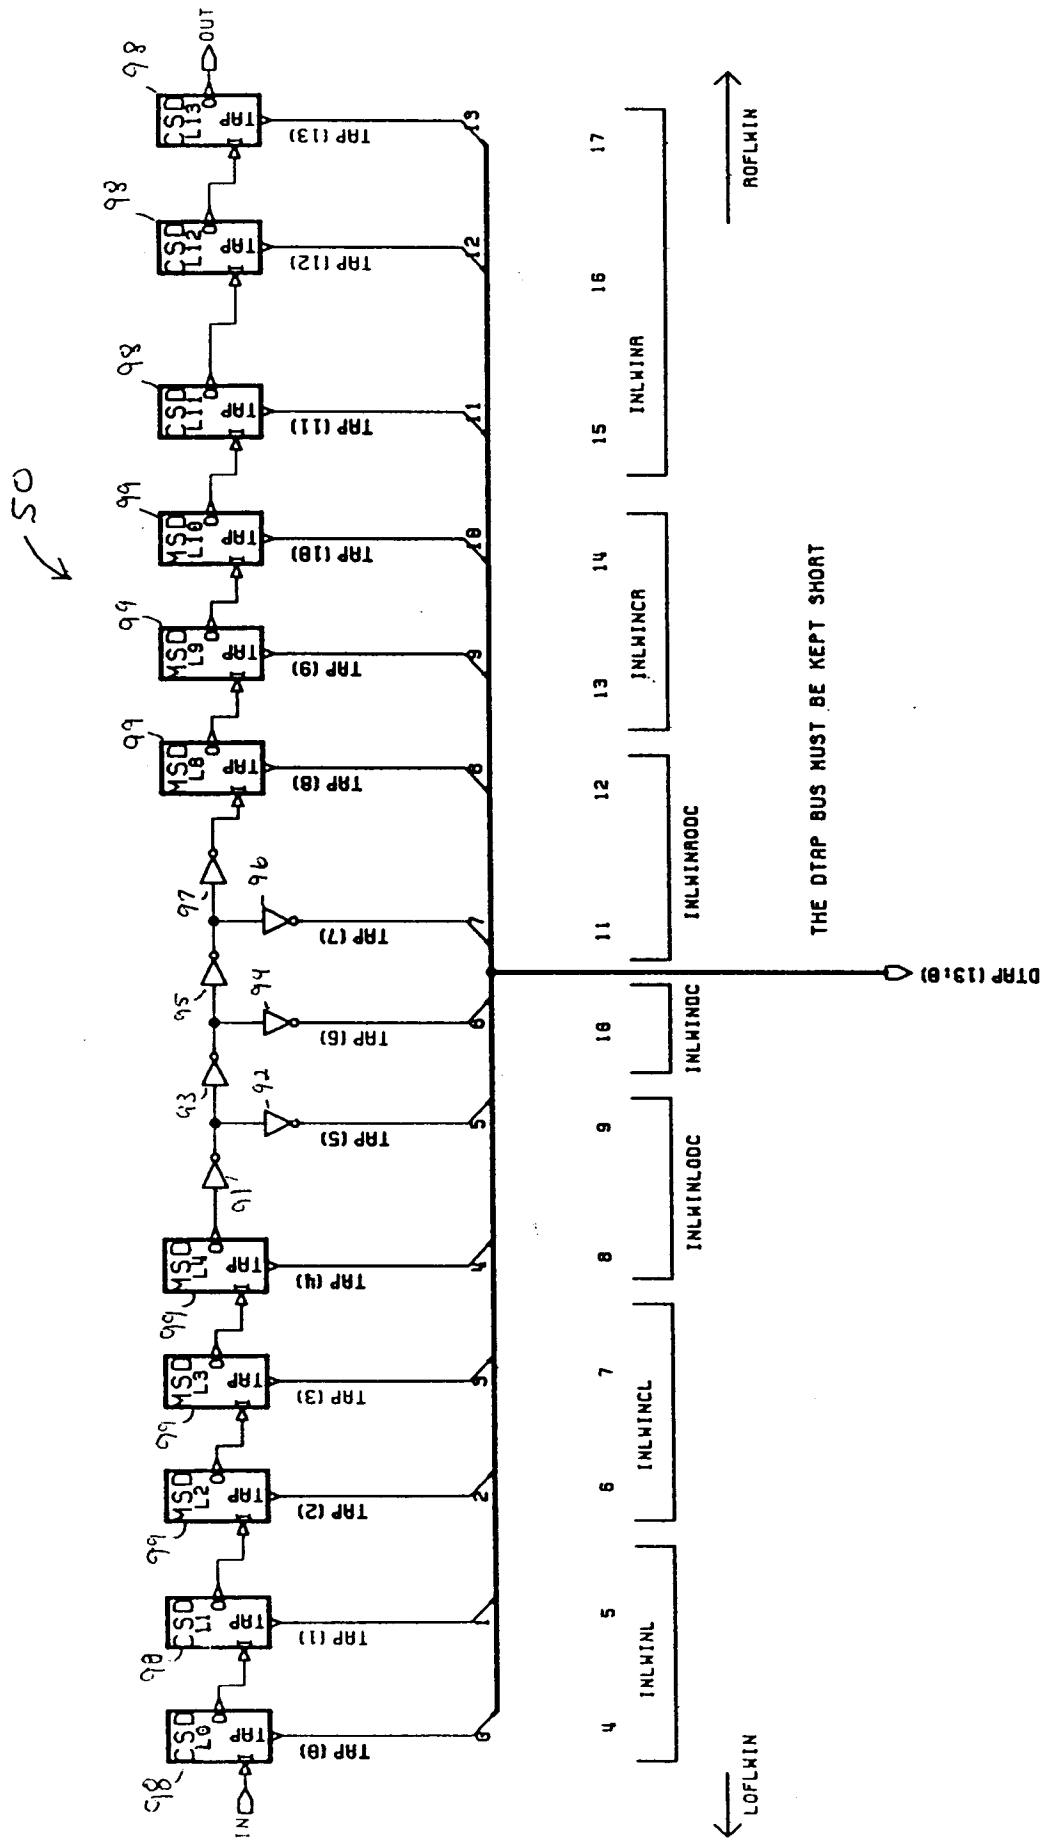 50
IN
98
CSD
L0
TAP
98
CSD
L1
TAP
99
MSD
L2
TAP
99
MSD
L3
TAP
99
MSD
L4
TAP
91
93
92
95
94
97
96
99
MSD
L8
TAP
99
MSD
L9
TAP
99
MSD
L10
TAP
98
CSD
L11
TAP
98
CSD
L12
TAP
98
CSD
L13
TAP
OUT
TAP (0)
TAP (1)
TAP (2)
TAP (3)
TAP (4)
TAP (5)
TAP (6)
TAP (7)
TAP (8)
TAP (9)
TAP (10)
TAP (11)
TAP (12)
TAP (13)
0 1 2 3 4 5 6 7 8 9 10 11 12 13
4 5 6 7 8 9 10 11 12 13 14 15 16 17
INLWINL
INLWINCL
INLWINLODC
INLWINDC
INLWINRODC
INLWINCR
INLWINR
LOFLWIN
ROFLWIN
DTAP (13:0)
THE DTAP BUS MUST BE KEPT SHORT